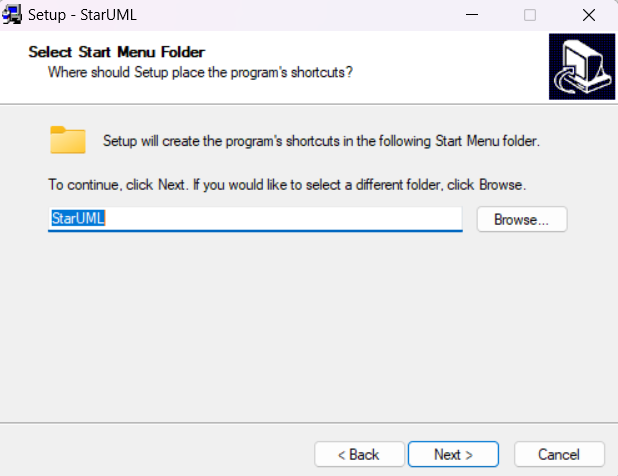 Setup - StarUML
Select Start Menu Folder
Where should Setup place the program's shortcuts?
Setup will create the program's shortcuts in the following Start Menu folder.
To continue, click Next. If you would like to select a different folder, click Browse.
StarUML
Browse...
< Back
Next >
Cancel